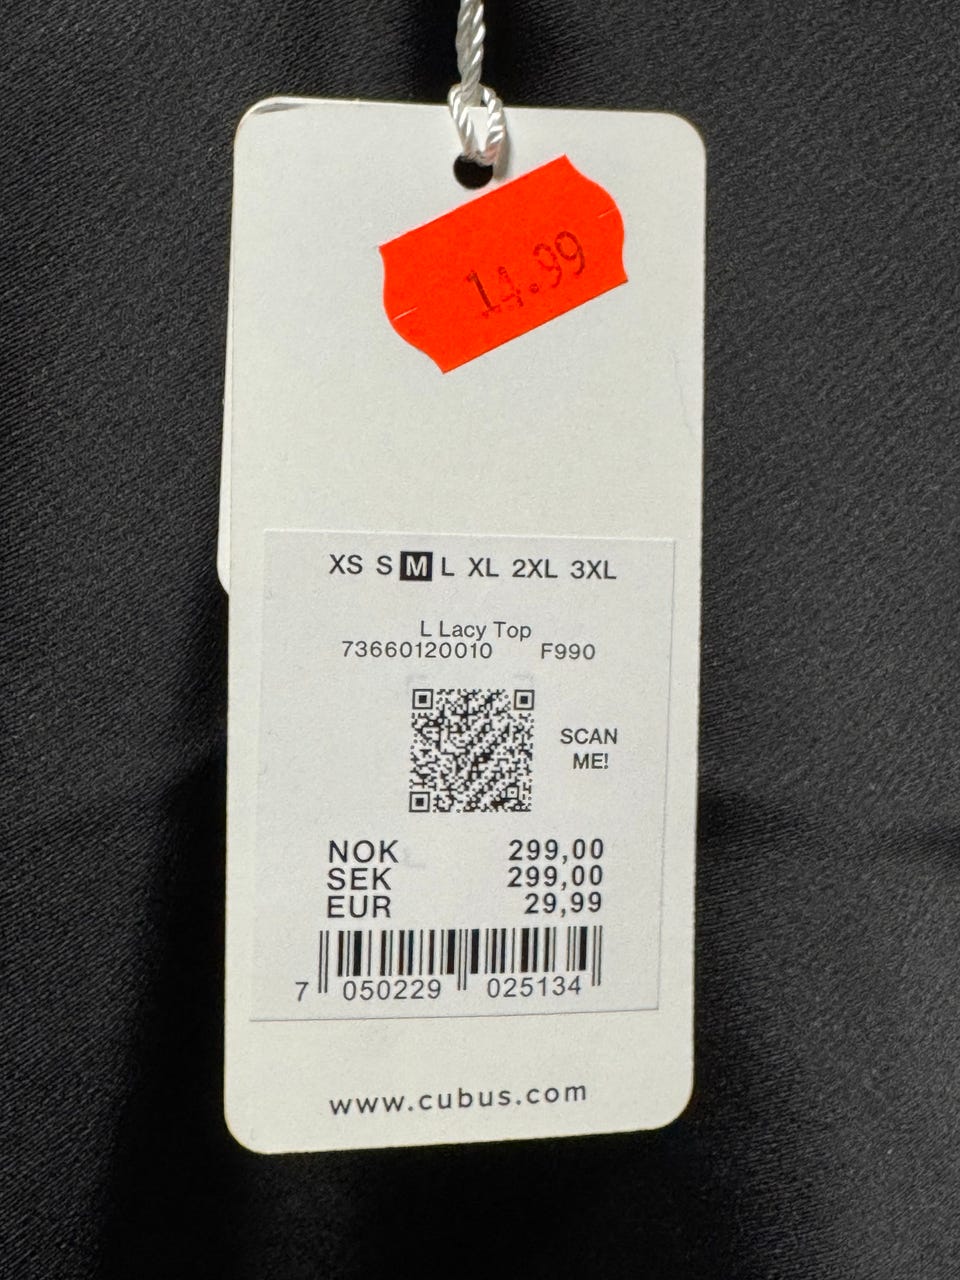 14.99
XS S M L XL 2XL 3XL
L Lacy Top
73660120010 F990
SCAN
ME!
NOK 299,00
SEK 299,00
EUR 29,99
7 050229 025134
www.cubus.com